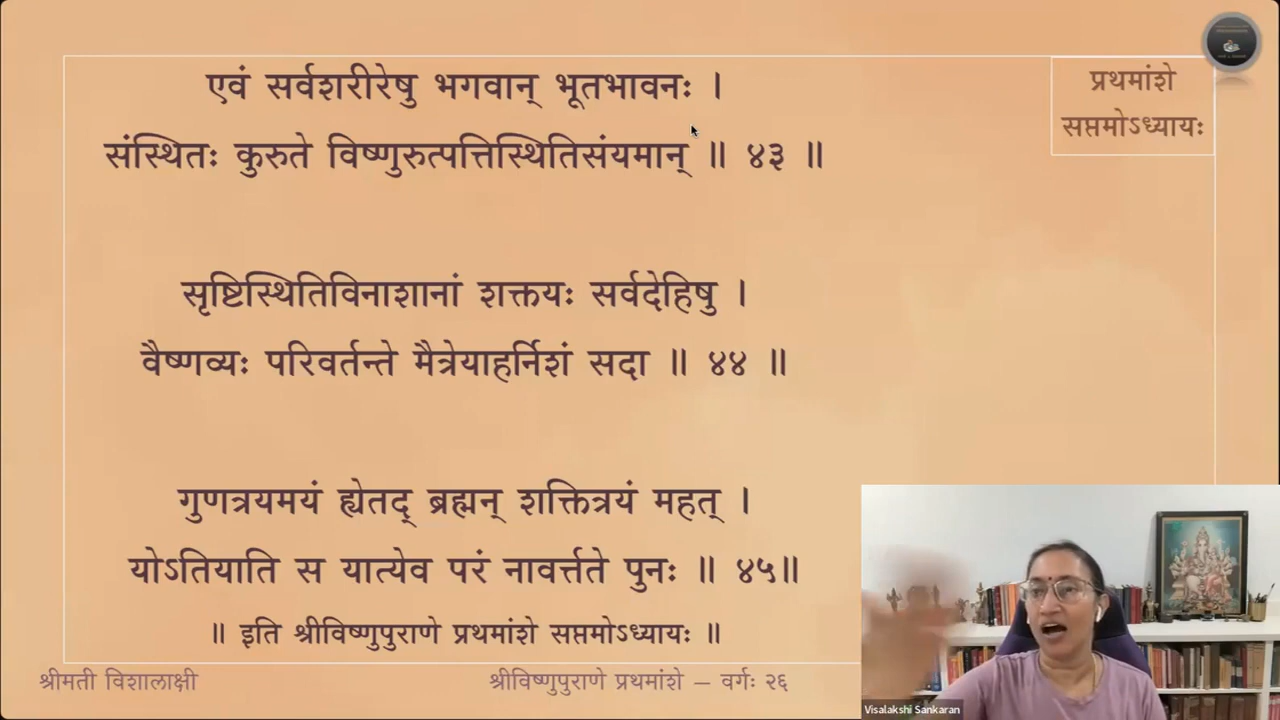 एवं सर्वशरीरेषु भगवान् भूतभावनः ।
संस्थितः कुरुते विष्णुरुत्पत्तिस्थितिसंयमान् ॥ ४३ ॥
प्रथमांशे
सप्तमोऽध्यायः
सृष्टिस्थितिविनाशानां शक्तयः सर्वदेहिषु ।
वैष्णव्यः परिवर्तन्ते मैत्रेयाहर्निशं सदा ॥ ४४ ॥
गुणत्रयमयं ह्येतद् ब्रह्मन् शक्तित्रयं महत् ।
योऽतियाति स यात्येव परं नावर्त्तते पुनः ॥ ४५॥
॥ इति श्रीविष्णुपुराणे प्रथमांशे सप्तमोऽध्यायः ॥
श्रीमती विशालाक्षी
श्रीविष्णुपुराणे प्रथमांशे – वर्गः २६
Visalakshi Sankaran